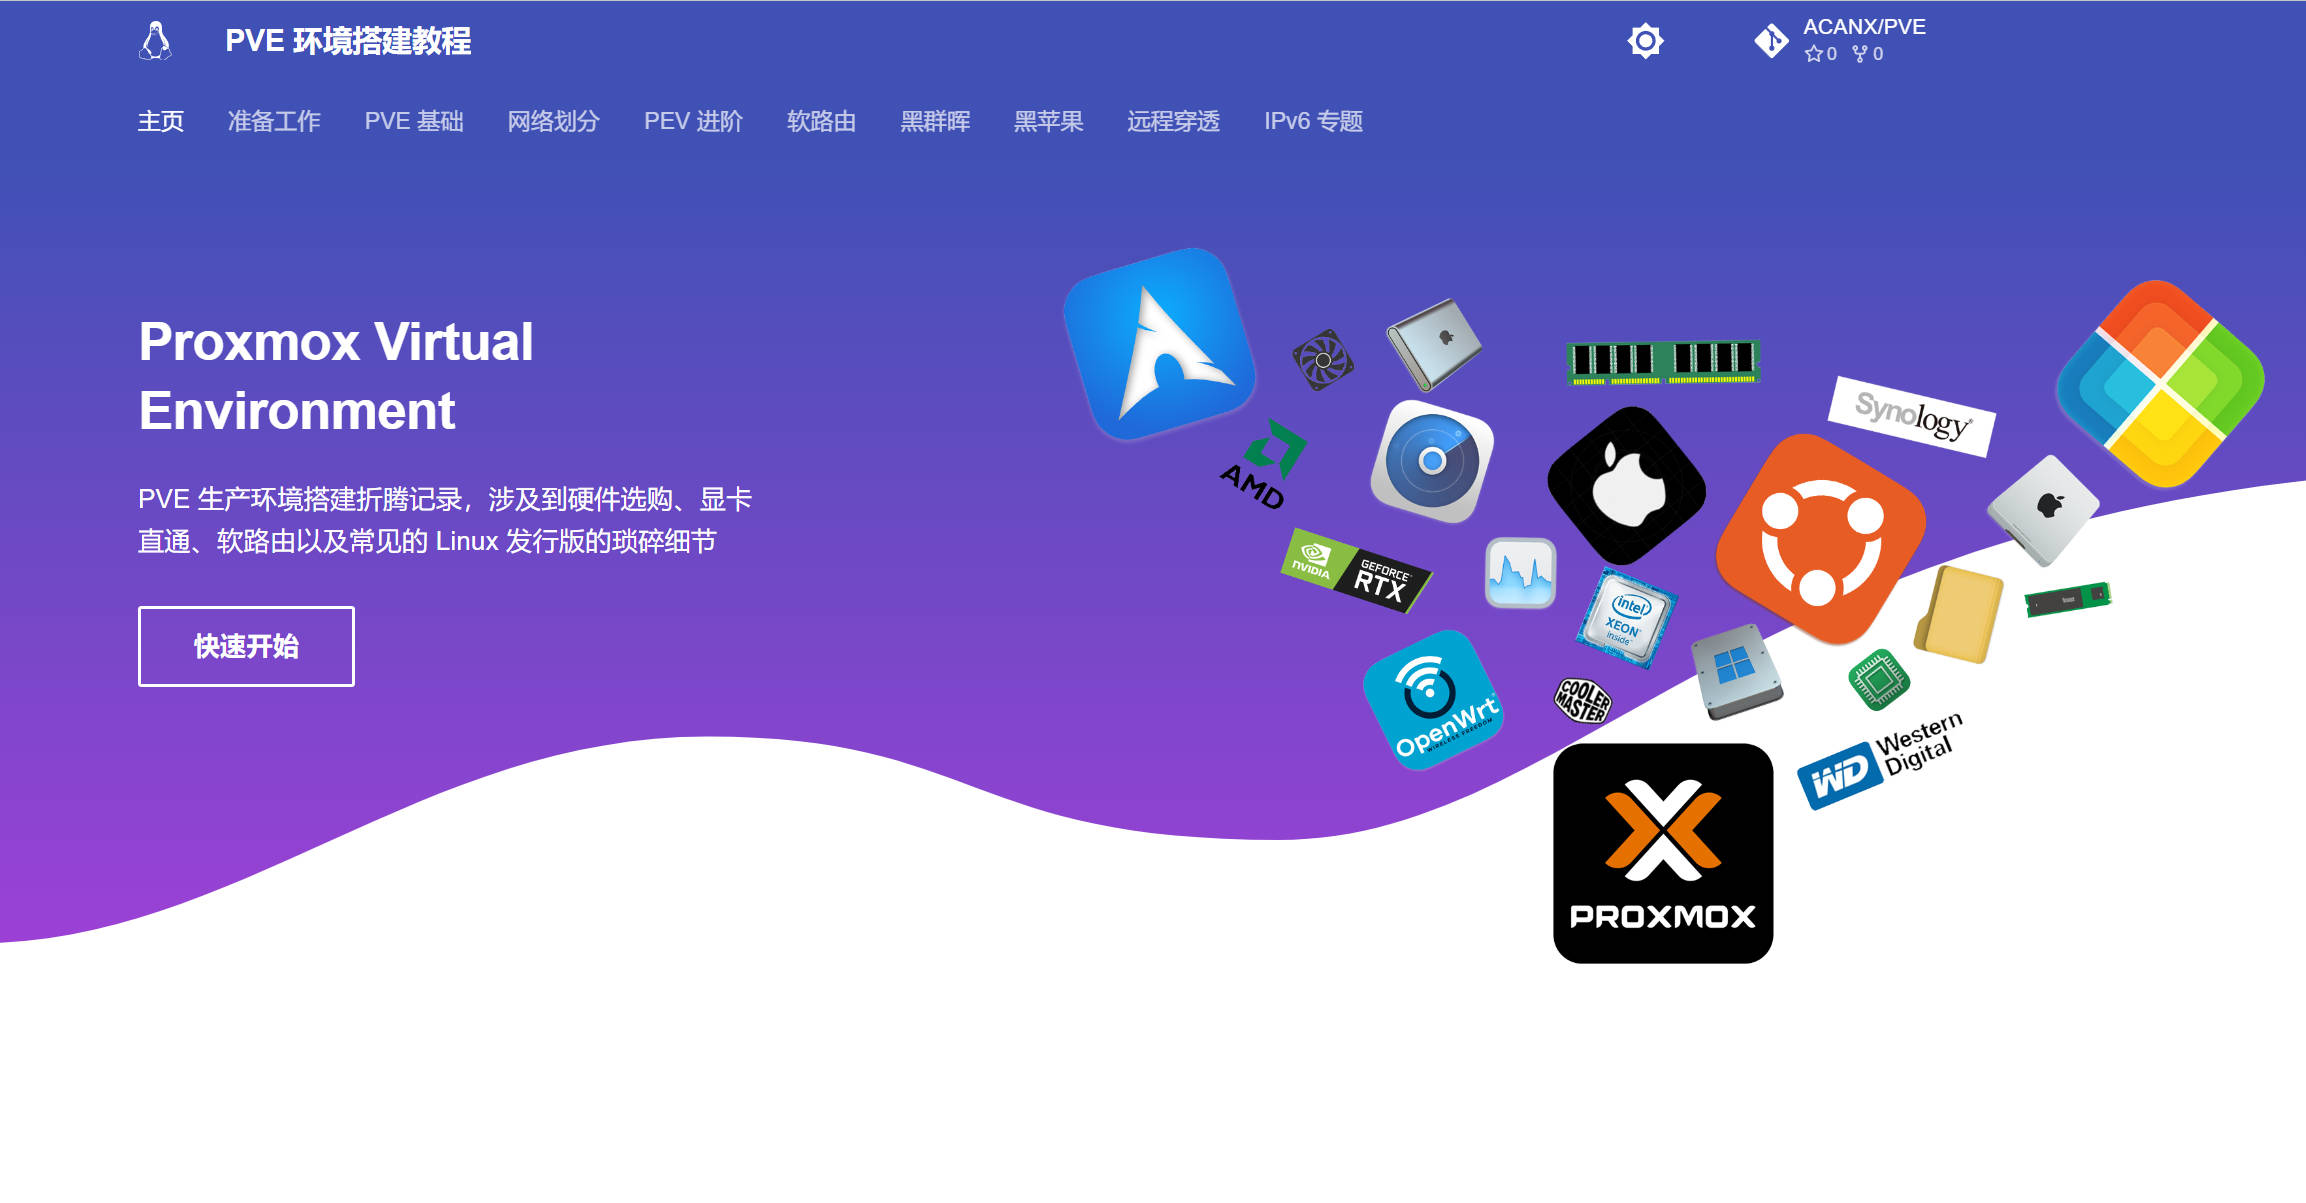 PVE 环境搭建教程
ACANX/PVE
0 0
主页 准备工作 PVE 基础 网络划分 PEV 进阶 软路由 黑群晖 黑苹果 远程穿透 IPv6 专题
Proxmox Virtual
Environment
PVE 生产环境搭建折腾记录，涉及到硬件选购、显卡
直通、软路由以及常见的 Linux 发行版的琐碎细节
快速开始
Synology
AMD
NVIDIA
GEFORCE
RTX
intel
XEON
inside
OpenWrt
WIRELESS FREEDOM
COOLER
MASTER
WD Western
Digital
PROXMOX